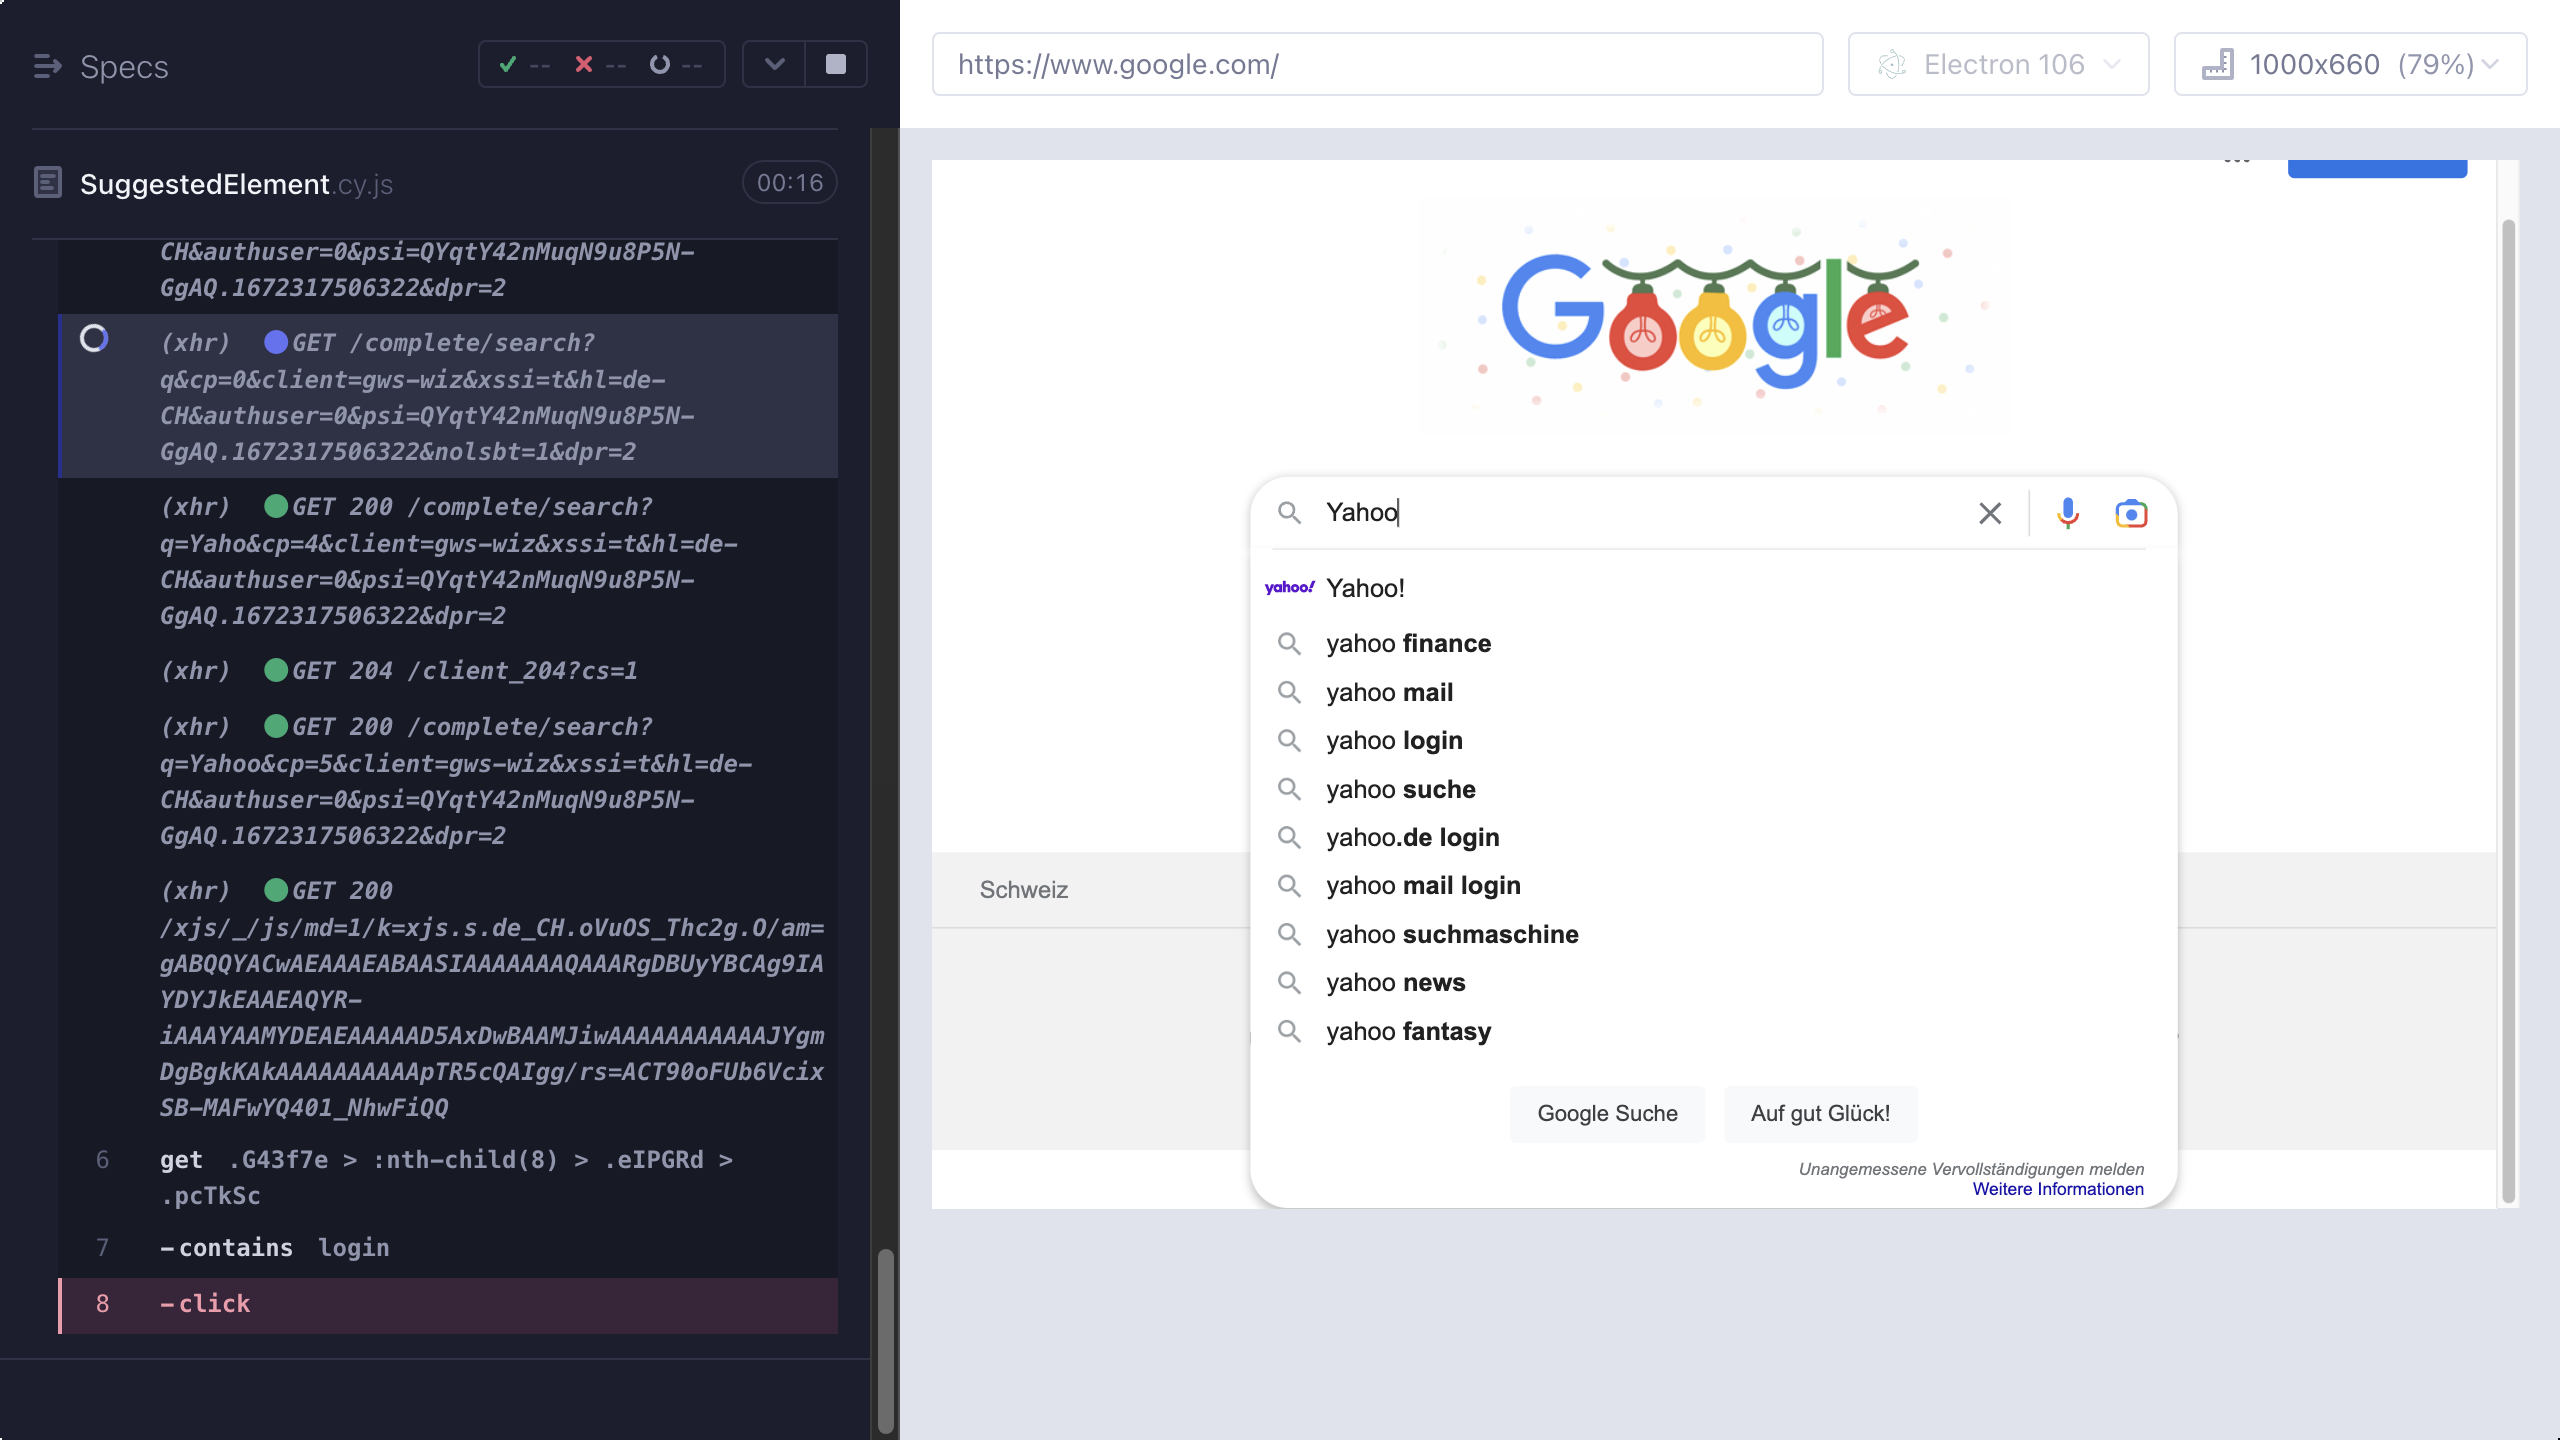 Specs
-- -- --
https://www.google.com/
Electron 106
1000x660 (79%)
SuggestedElement.cy.js
00:16
CH&authuser=0&psi=QYqtY42nMuqN9u8P5N-
GgAQ.1672317506322&dpr=2
(xhr) GET /complete/search?
q&cp=0&client=gws-wiz&xssi=t&hl=de-
CH&authuser=0&psi=QYqtY42nMuqN9u8P5N-
GgAQ.1672317506322&nolsbt=1&dpr=2
(xhr) GET 200 /complete/search?
q=Yaho&cp=4&client=gws-wiz&xssi=t&hl=de-
CH&authuser=0&psi=QYqtY42nMuqN9u8P5N-
GgAQ.1672317506322&dpr=2
(xhr) GET 204 /client_204?cs=1
(xhr) GET 200 /complete/search?
q=Yahoo&cp=5&client=gws-wiz&xssi=t&hl=de-
CH&authuser=0&psi=QYqtY42nMuqN9u8P5N-
GgAQ.1672317506322&dpr=2
(xhr) GET 200
/xjs/_/js/md=1/k=xjs.s.de_CH.oVuOS_Thc2g.O/am=
gABQQYACwAEAAAEABAASIAAAAAAAQAAARgDBUyYBCAg9IA
YDYJkEAAEAQYR-
iAAAYAAMYDEAEAAAAAD5AxDwBAAMJiwAAAAAAAAAAAJYgm
DgBgkKAkAAAAAAAAAApTR5cQAIgg/rs=ACT90oFUb6Vcix
SB-MAFwYQ401_NhwFiQQ
6 get .G43f7e > :nth-child(8) > .eIPGRd >
.pcTkSc
7 -contains login
8 -click
Google
Yahoo
yahoo! Yahoo!
yahoo finance
yahoo mail
yahoo login
yahoo suche
yahoo.de login
yahoo mail login
yahoo suchmaschine
yahoo news
yahoo fantasy
Schweiz
Google Suche
Auf gut Glück!
Unangemessene Vervollständigungen melden
Weitere Informationen